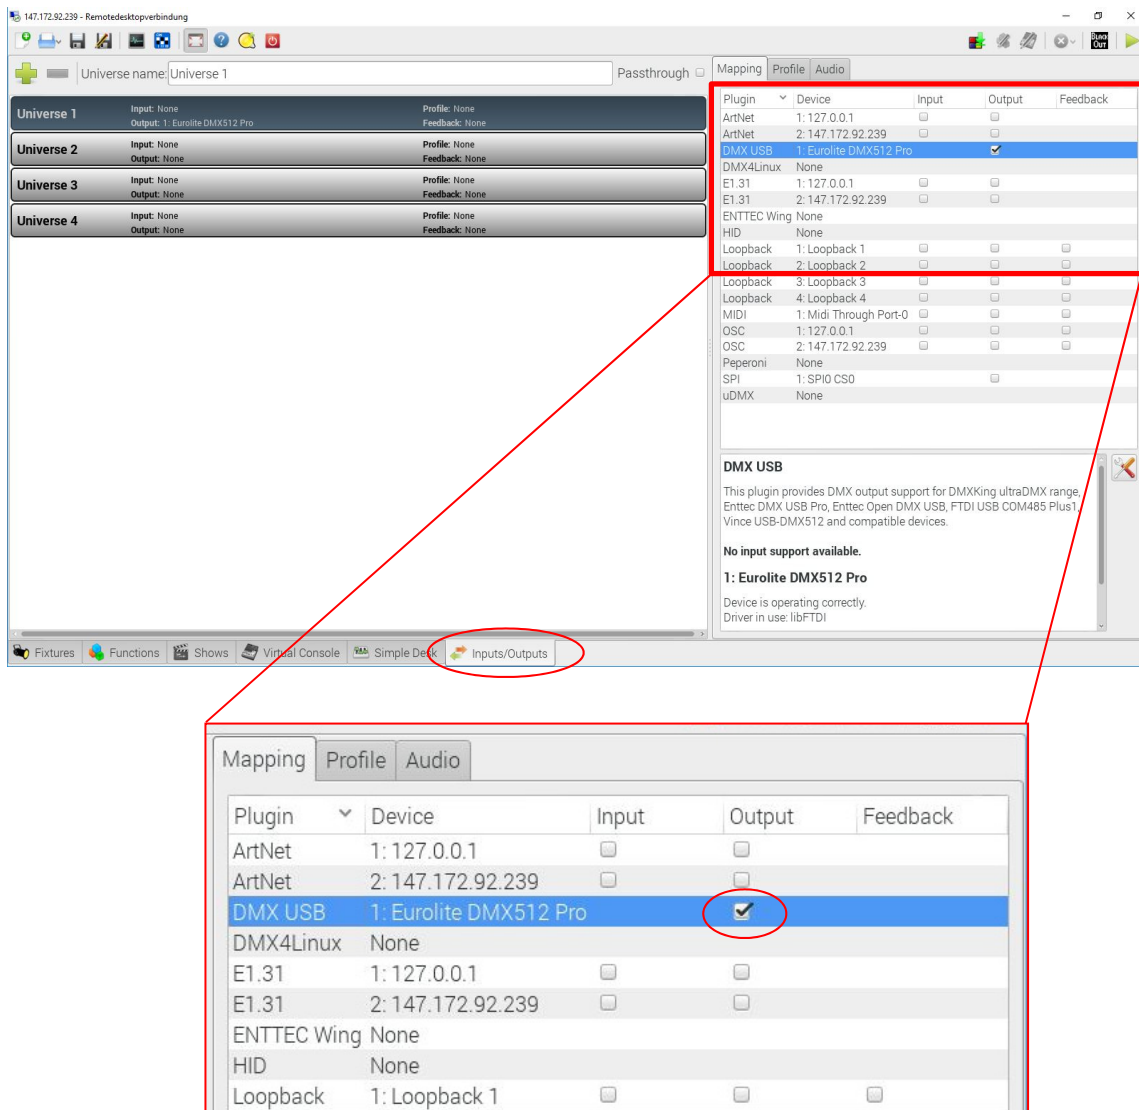 147.172.92.239 - Remotedesktopverbindung
BLACK OUT
Universe name: Universe 1 Passthrough
Universe 1 Input: None Profile: None
Output: 1: Eurolite DMX512 Pro Feedback: None
Universe 2 Input: None Profile: None
Output: None Feedback: None
Universe 3 Input: None Profile: None
Output: None Feedback: None
Universe 4 Input: None Profile: None
Output: None Feedback: None
Mapping Profile Audio
Plugin Device Input Output Feedback
ArtNet 1: 127.0.0.1
ArtNet 2: 147.172.92.239
DMX USB 1: Eurolite DMX512 Pro
DMX4Linux None
E1.31 1: 127.0.0.1
E1.31 2: 147.172.92.239
ENTTEC Wing None
HID None
Loopback 1: Loopback 1
Loopback 2: Loopback 2
Loopback 3: Loopback 3
Loopback 4: Loopback 4
MIDI 1: Midi Through Port-0
OSC 1: 127.0.0.1
OSC 2: 147.172.92.239
Peperoni None
SPI 1: SPI0 CS0
uDMX None
DMX USB
This plugin provides DMX output support for DMXKing ultraDMX range,
Enttec DMX USB Pro, Enttec Open DMX USB, FTDI USB COM485 Plus1,
Vince USB-DMX512 and compatible devices.
No input support available.
1: Eurolite DMX512 Pro
Device is operating correctly.
Driver in use: libFTDI
Fixtures Functions Shows Virtual Console Simple Desk Inputs/Outputs
Mapping Profile Audio
Plugin Device Input Output Feedback
ArtNet 1: 127.0.0.1
ArtNet 2: 147.172.92.239
DMX USB 1: Eurolite DMX512 Pro
DMX4Linux None
E1.31 1: 127.0.0.1
E1.31 2: 147.172.92.239
ENTTEC Wing None
HID None
Loopback 1: Loopback 1